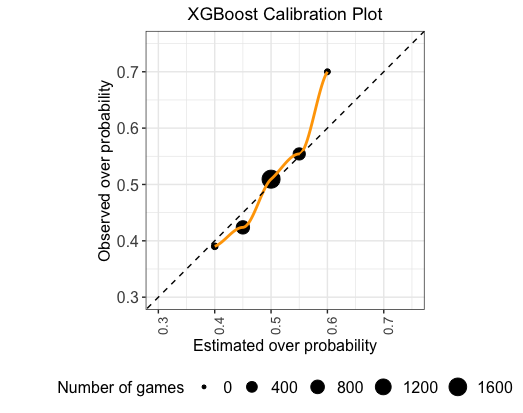 XGBoost Calibration Plot
Observed over probability
0.7
0.6
0.5
0.4
0.3
0.3 0.4 0.5 0.6 0.7
Estimated over probability
Number of games 0 400 800 1200 1600